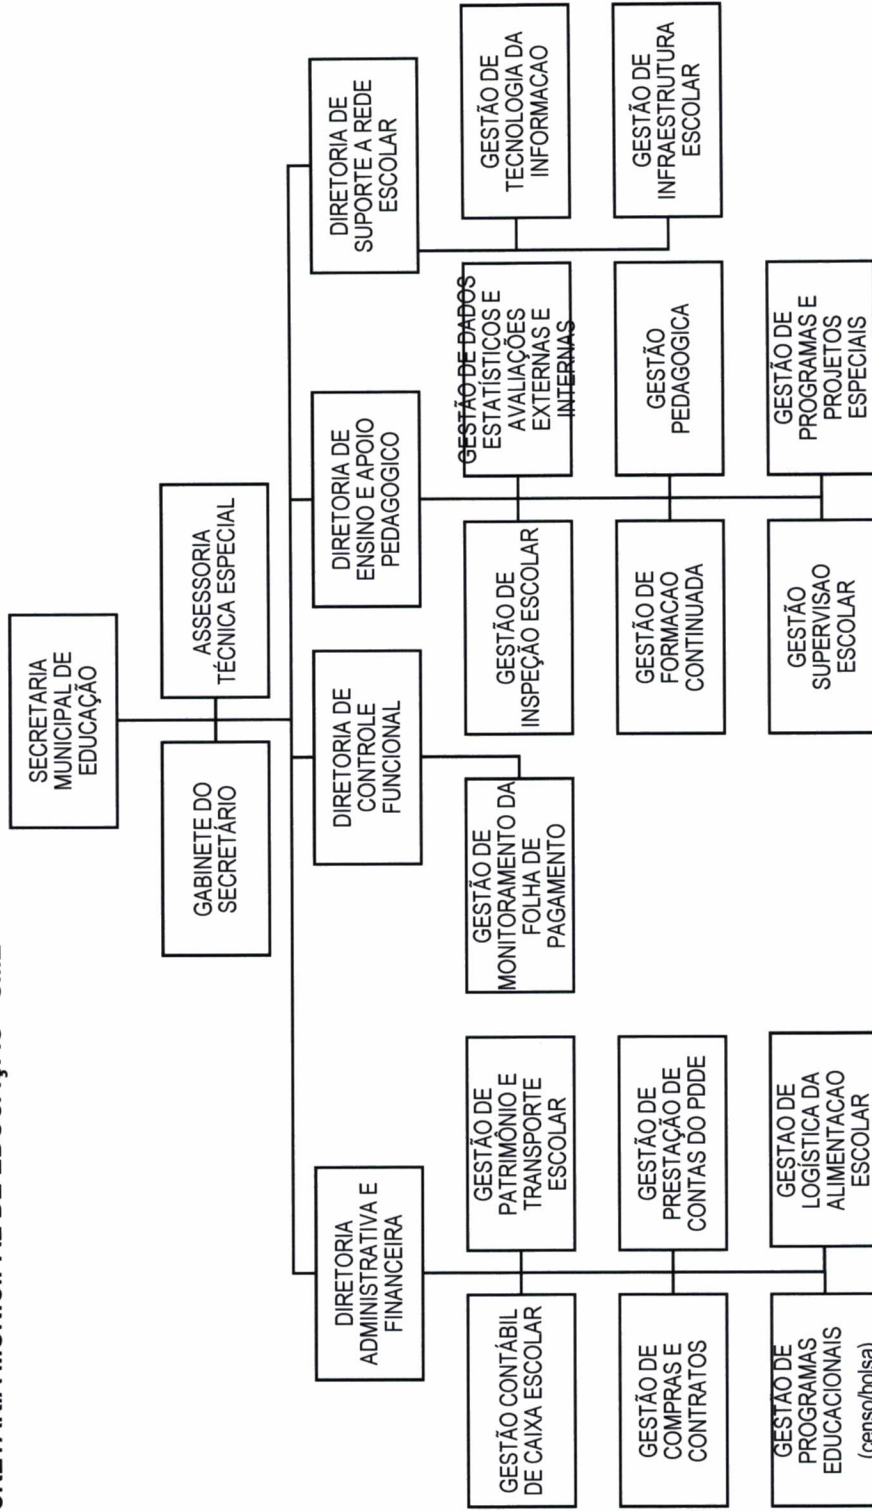 SECRETARIA
MUNICIPAL DE
EDUCAÇÃO
GABINETE DO
SECRETÁRIO
ASSESSORIA
TÉCNICA ESPECIAL
DIRETORIA
ADMINISTRATIVA E
FINANCEIRA
DIRETORIA DE
CONTROLE
FUNCIONAL
DIRETORIA DE
ENSINO E APOIO
PEDAGOGICO
DIRETORIA DE
SUPORTE A REDE
ESCOLAR
GESTÃO CONTÁBIL
DE CAIXA ESCOLAR
GESTÃO DE
PATRIMÔNIO E
TRANSPORTE
ESCOLAR
GESTÃO DE
MONITORAMENTO DA
FOLHA DE
PAGAMENTO
GESTÃO DE
INSPEÇÃO ESCOLAR
GESTÃO DE DADOS
ESTATÍSTICOS E
AVALIAÇÕES
EXTERNAS E
INTERNAS
GESTÃO DE
TECNOLOGIA DA
INFORMACAO
GESTÃO DE
COMPRAS E
CONTRATOS
GESTÃO DE
PRESTAÇÃO DE
CONTAS DO PDDE
GESTÃO DE
FORMACAO
CONTINUADA
GESTÃO
PEDAGOGICA
GESTÃO DE
INFRAESTRUTURA
ESCOLAR
GESTÃO DE
PROGRAMAS
EDUCACIONAIS
(censo/bolsa)
GESTAO DE
LOGÍSTICA DA
ALIMENTACAO
ESCOLAR
GESTÃO
SUPERVISAO
ESCOLAR
GESTÃO DE
PROGRAMAS E
PROJETOS
ESPECIAIS